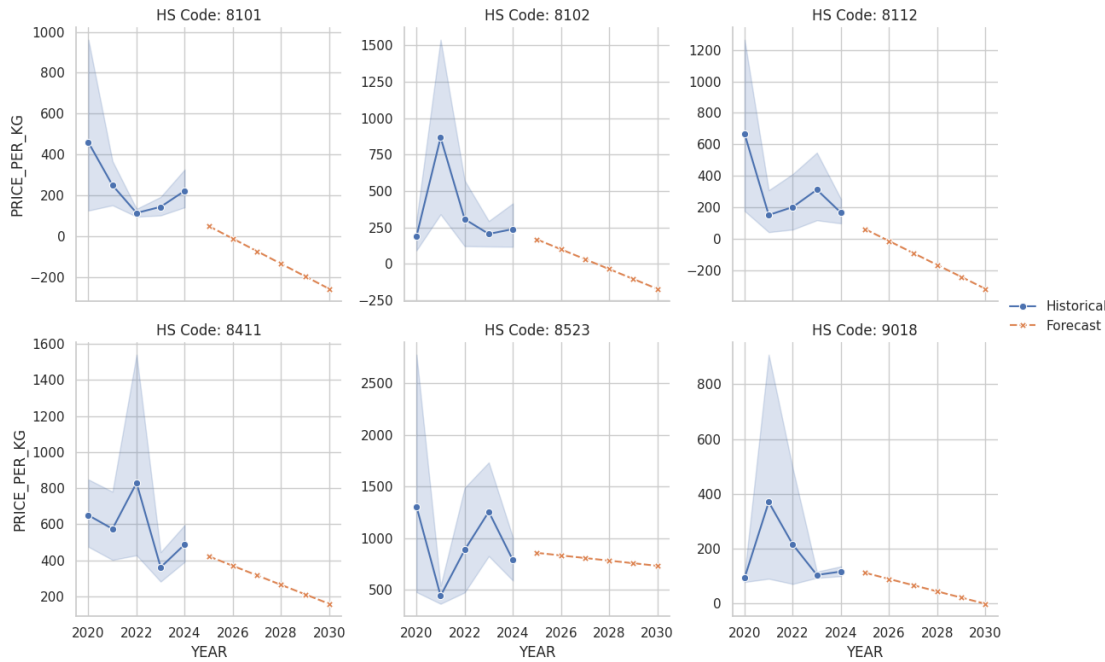 HS Code: 8101
HS Code: 8102
HS Code: 8112
PRICE_PER_KG
1000
800
600
400
200
0
−200
1500
1250
1000
750
500
250
0
−250
1200
1000
800
600
400
200
0
−200
Historical
Forecast
HS Code: 8411
HS Code: 8523
HS Code: 9018
PRICE_PER_KG
1600
1400
1200
1000
800
600
400
200
2500
2000
1500
1000
500
800
600
400
200
0
2020 2022 2024 2026 2028 2030
2020 2022 2024 2026 2028 2030
2020 2022 2024 2026 2028 2030
YEAR
YEAR
YEAR